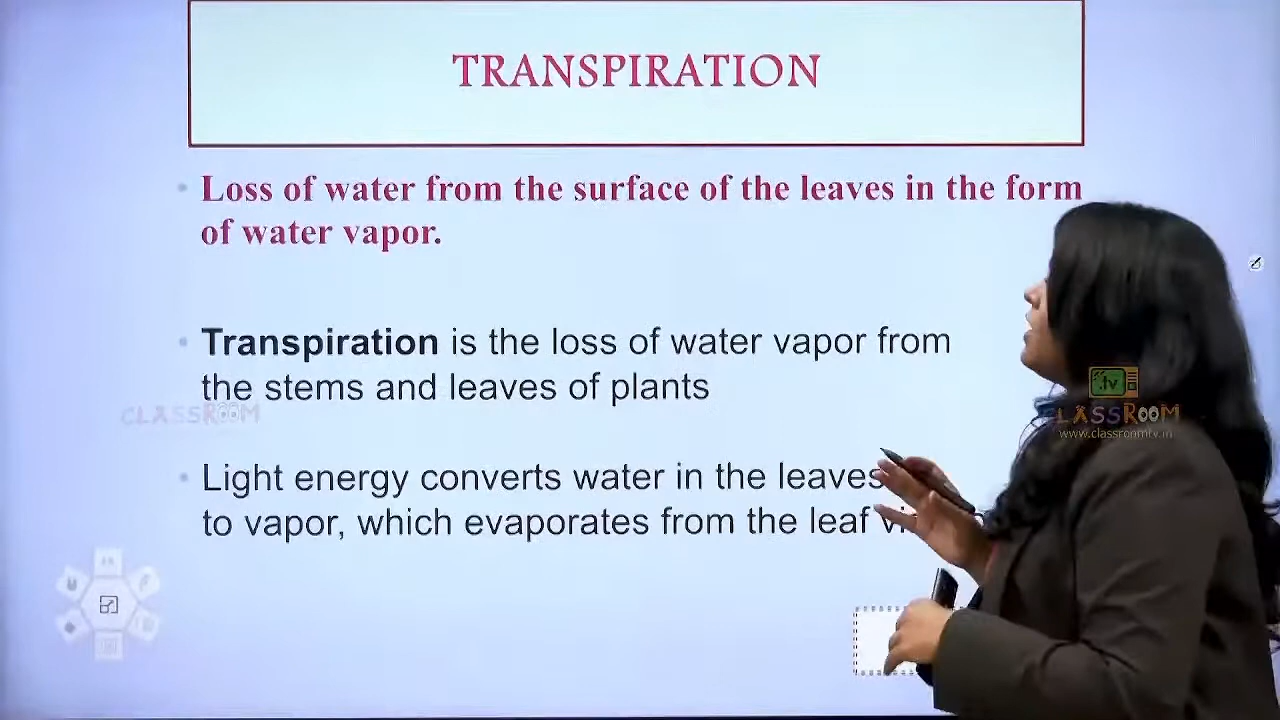 TRANSPIRATION
Loss of water from the surface of the leaves in the form
of water vapor.
Transpiration is the loss of water vapor from
the stems and leaves of plants
CLASSROOM
Light energy converts water in the leaves
to vapor, which evaporates from the leaf
.tv
CLASSROOM
www.classroomtv.in